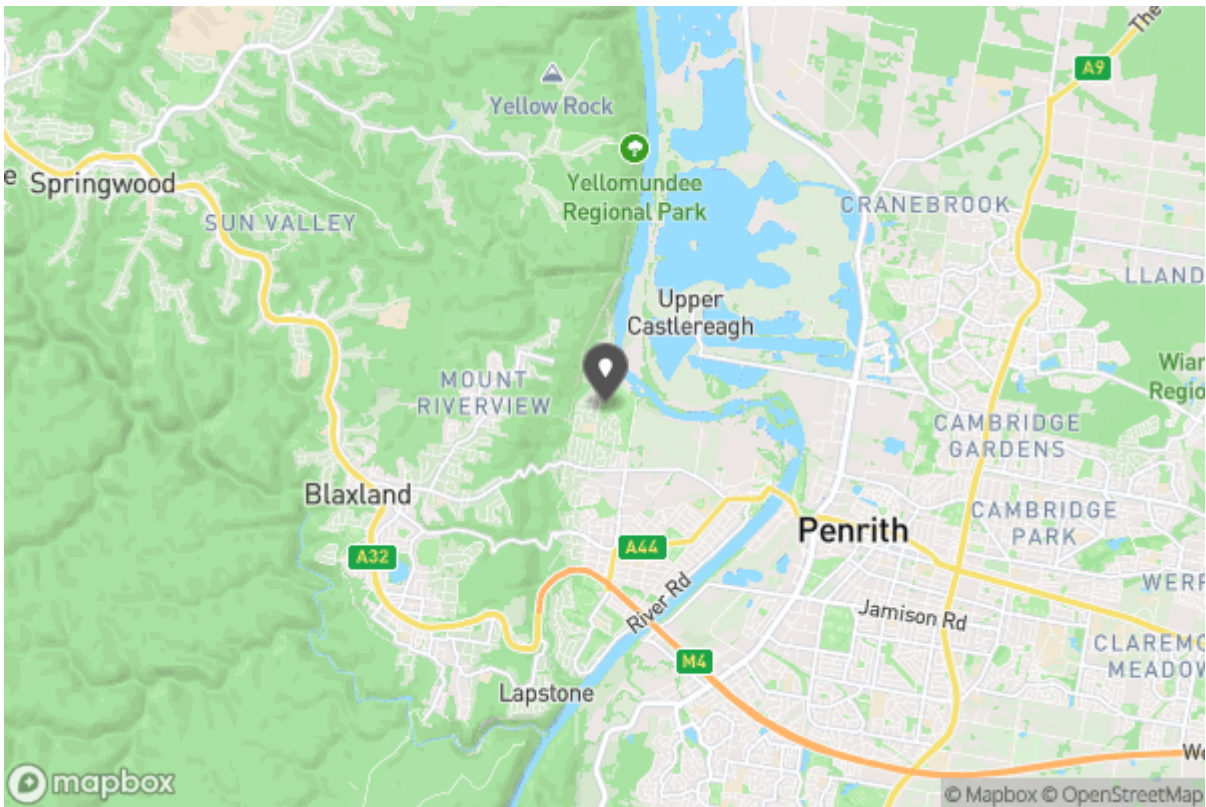 The
A9
Yellow Rock
Yellomundee
Regional Park
e Springwood
SUN VALLEY
CRANEBROOK
LLAND
Upper
Castlereagh
Wiar
Regio
MOUNT
RIVERVIEW
CAMBRIDGE
GARDENS
Blaxland
CAMBRIDGE
PARK
Penrith
A44
A32
WERR
River Rd
Jamison Rd
CLAREMO
MEADOW
M4
Lapstone
We
mapbox
© Mapbox © OpenStreetMap